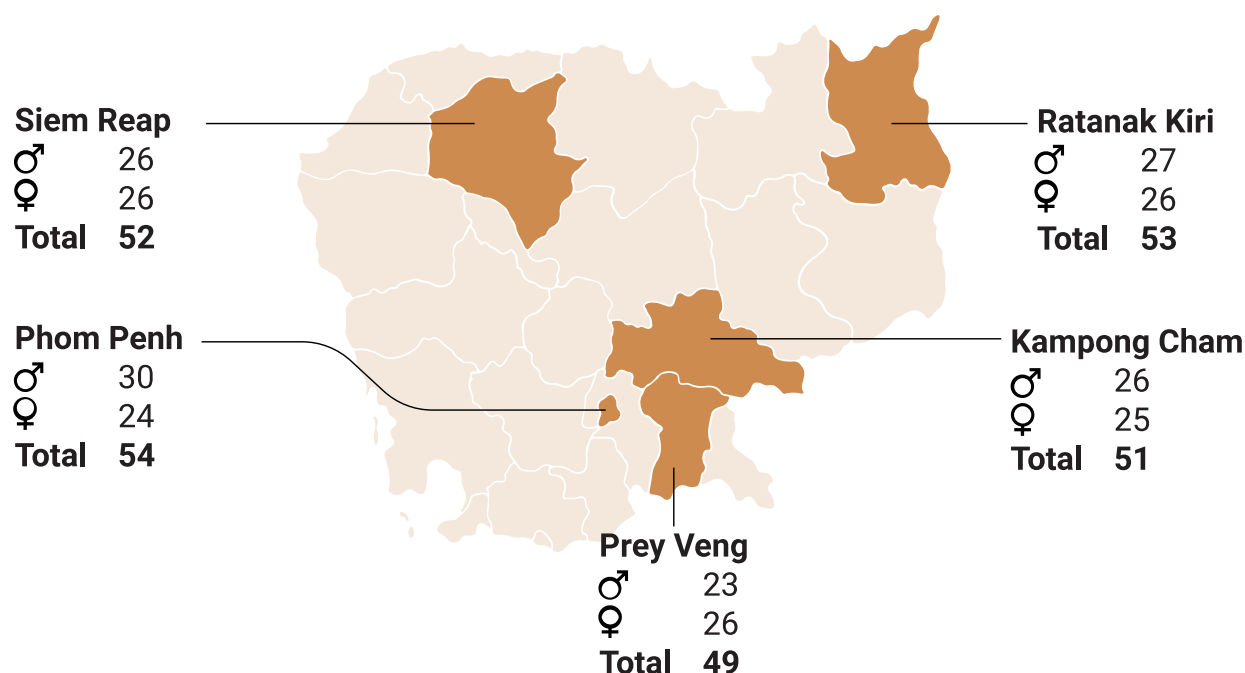 Siem Reap
♂ 26
♀ 26
Total 52
Ratanak Kiri
♂ 27
♀ 26
Total 53
Phom Penh
♂ 30
♀ 24
Total 54
Kampong Cham
♂ 26
♀ 25
Total 51
Prey Veng
♂ 23
♀ 26
Total 49